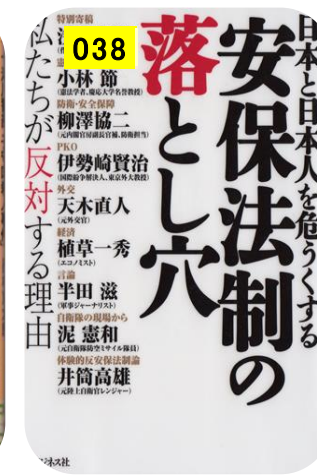 日本と日本人を危うくする
安保法制の
落とし穴
038
特別寄稿
小林 節
(憲法学者、慶応大学名誉教授)
防衛・安全保障
柳澤協二
(元内閣官房副長官補、防衛担当)
PKO
伊勢崎賢治
(国際紛争解決人、東京外大教授)
外交
天木直人
(元外交官)
経済
植草一秀
(エコノミスト)
言論
半田 滋
(軍事ジャーナリスト)
自衛隊の現場から
泥 憲和
(元自衛隊防空ミサイル隊員)
体験的反安保法制論
井筒高雄
(元陸上自衛官レンジャー)
私たちが反対する理由
ビジネス社